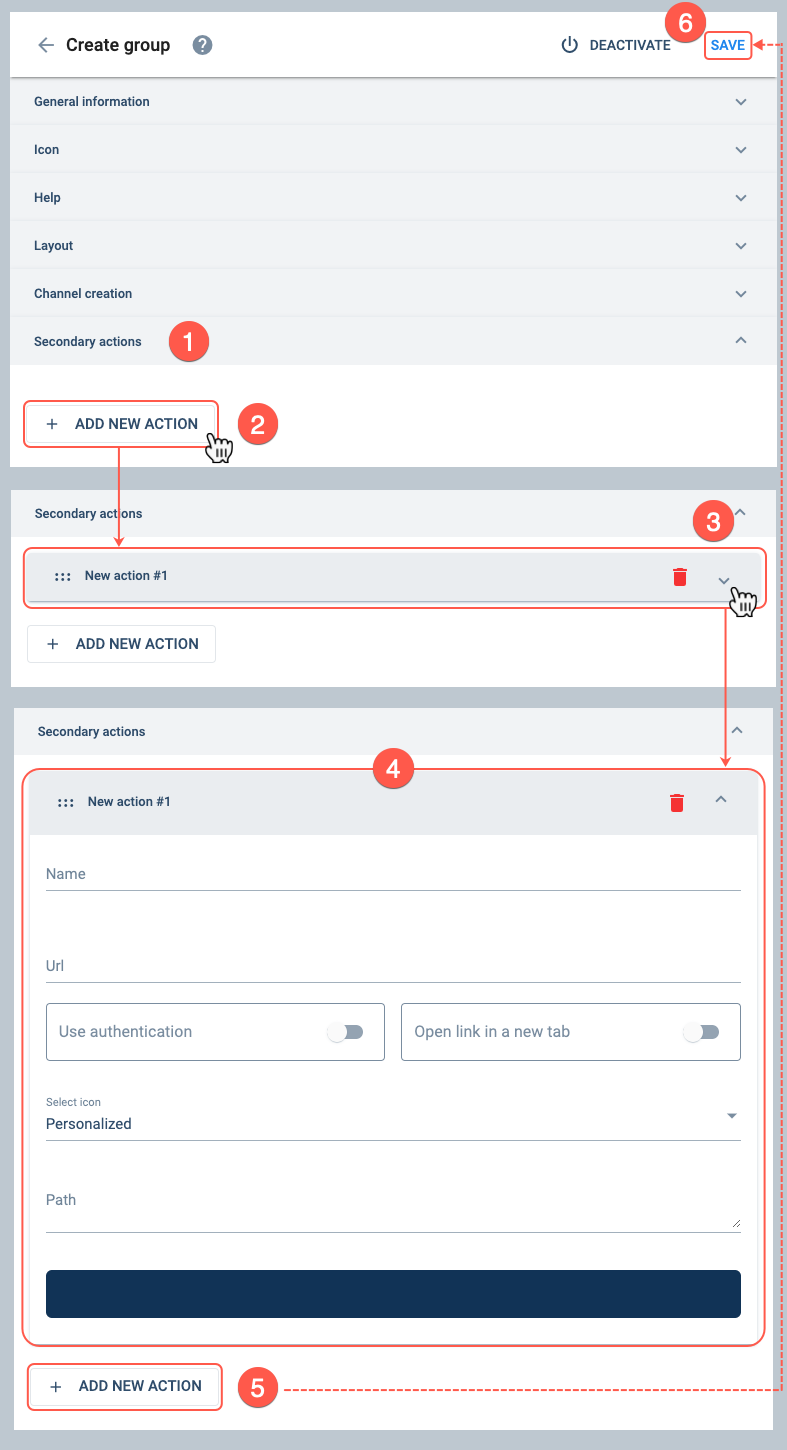 Create group ?
DEACTIVATE
6
SAVE
General information
Icon
Help
Layout
Channel creation
Secondary actions 1
+ ADD NEW ACTION 2
Secondary actions
3
New action #1
+ ADD NEW ACTION
Secondary actions
4
New action #1
Name
Url
Use authentication
Open link in a new tab
Select icon
Personalized
Path
+ ADD NEW ACTION 5